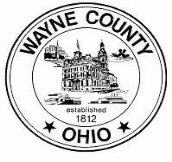 WAYNE COUNTY
established
1812
OHIO